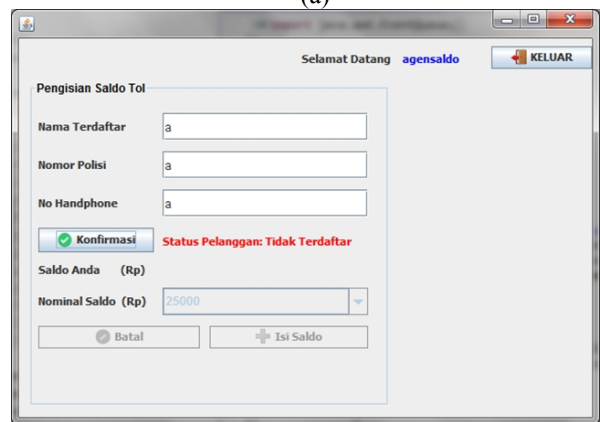 (a)
Selamat Datang agensaldo KELUAR
Pengisian Saldo Tol
Nama Terdaftar a
Nomor Polisi a
No Handphone a
Konfirmasi Status Pelanggan: Tidak Terdaftar
Saldo Anda (Rp)
Nominal Saldo (Rp) 25000
Batal Isi Saldo